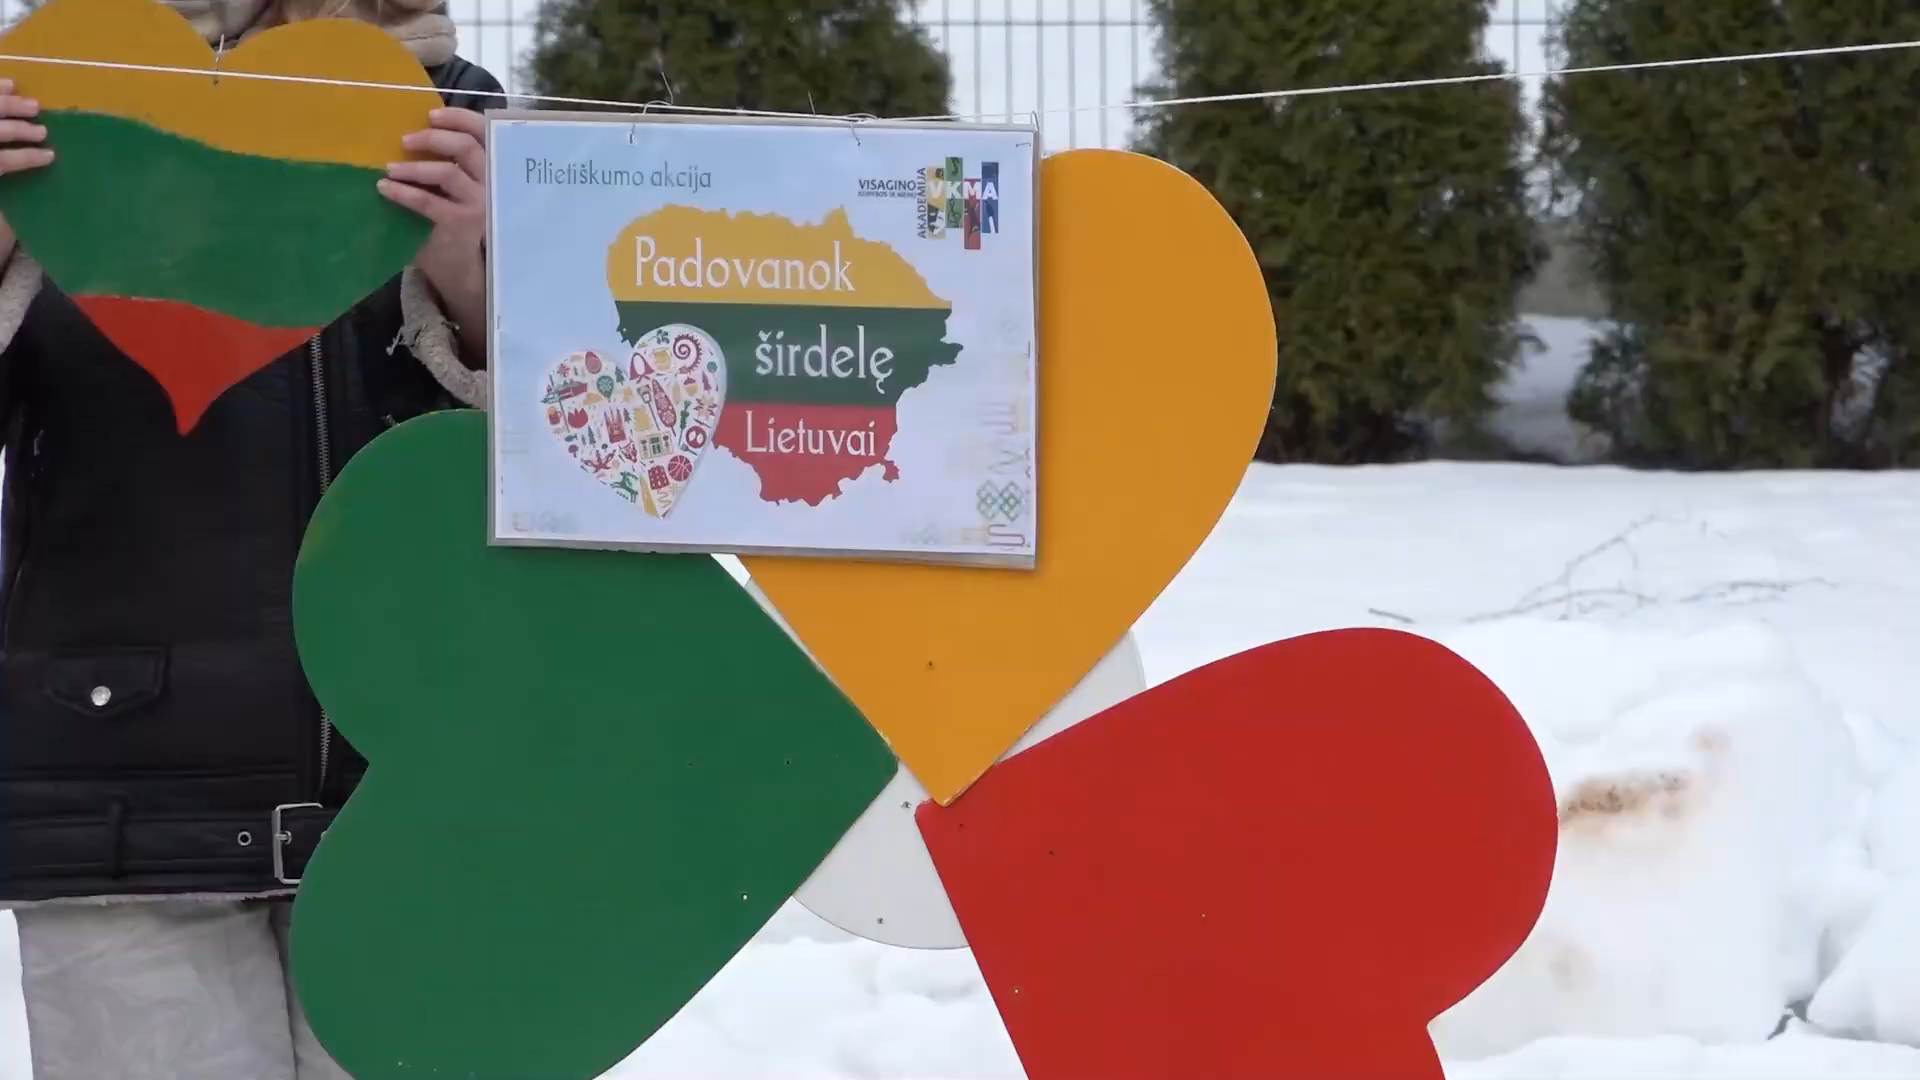 Pilietiškumo akcija
VISAGINO
AKADEMIJA
VKMA
Padovanok
širdelę
Lietuvai